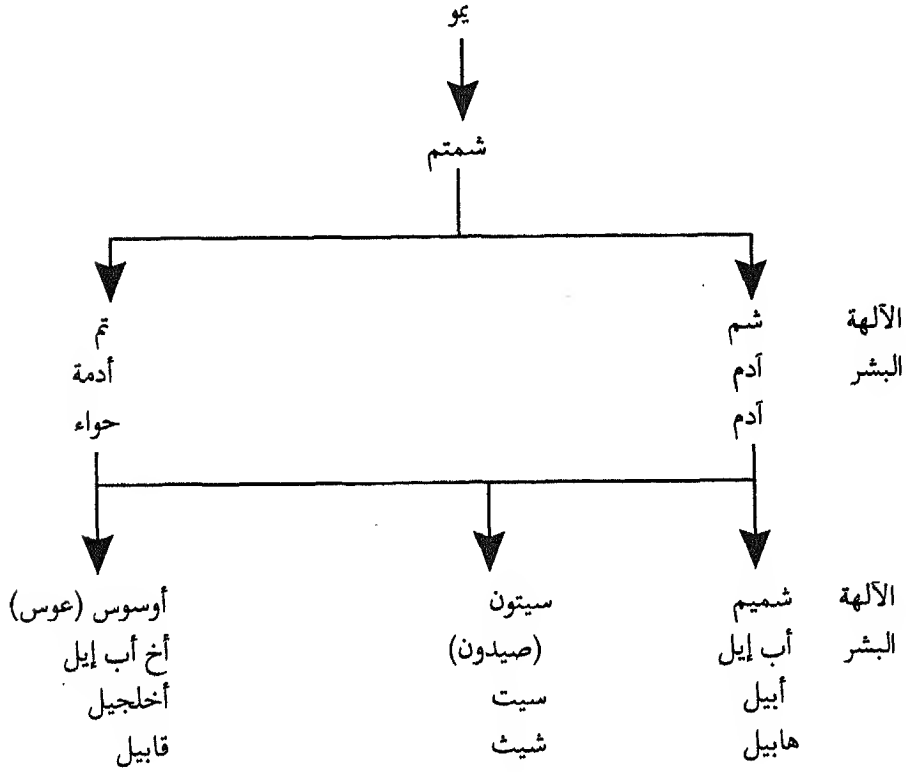 يمو
شمتم
الآلهة شم تم
البشر آدم أدمة
آدم حواء
الآلهة شميم سيتون أوسوس (عوس)
البشر أب إيل (صيدون) أخ أب إيل
أبيل سيت أخلجيل
هابيل شيث قابيل